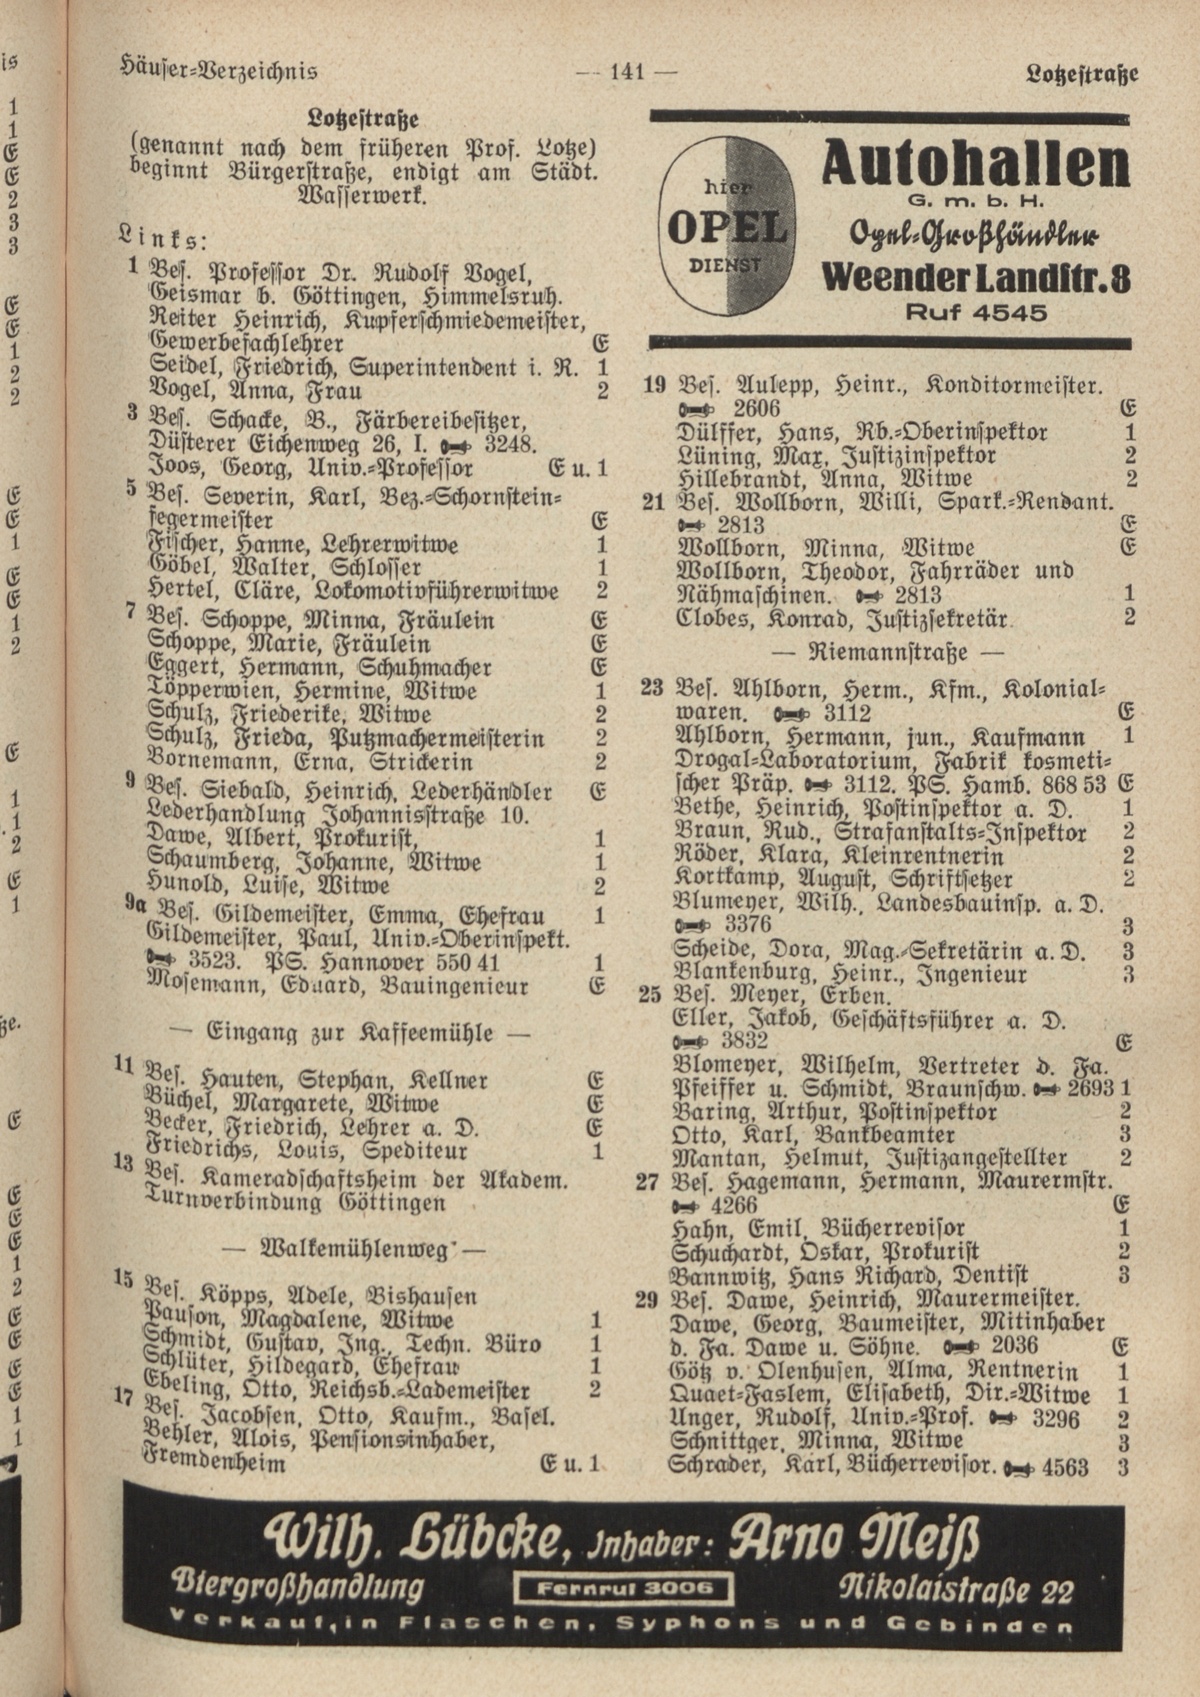 Häuser-Verzeichnis
— 141 —
Lotzestraße
Lotzestraße
(genannt nach dem früheren Prof. Lotze)
beginnt Bürgerstraße, endigt am Städt.
Wasserwerk.
Links:
1 Bes. Professor Dr. Rudolf Vogel,
Geismar b. Göttingen, Himmelsruh.
Reiter Heinrich, Kupferschmiedemeister,
Gewerbefachlehrer E
Seidel, Friedrich, Superintendent i. R. 1
Vogel, Anna, Frau 2
3 Bes. Schacke, B., Färbereibesitzer,
Düsterer Eichenweg 26, I. 3248.
Joos, Georg, Univ.-Professor E u. 1
5 Bes. Severin, Karl, Bez.-Schornstein-
fegermeister E
Fischer, Hanne, Lehrerwitwe 1
Göbel, Walter, Schlosser 1
Hertel, Cläre, Lokomotivführerwitwe 2
7 Bes. Schoppe, Minna, Fräulein E
Schoppe, Marie, Fräulein E
Eggert, Hermann, Schuhmacher E
Töpperwien, Hermine, Witwe 1
Schulz, Friederike, Witwe 2
Schulz, Frieda, Putzmachermeisterin 2
Bornemann, Erna, Strickerin 2
9 Bes. Siebald, Heinrich, Lederhändler E
Lederhandlung Johannisstraße 10.
Dawe, Albert, Prokurist, 1
Schaumberg, Johanne, Witwe 1
Hunold, Luise, Witwe 2
9a Bes. Gildemeister, Emma, Ehefrau 1
Gildemeister, Paul, Univ.-Oberinspekt.
3523. PS. Hannover 550 41 1
Mosemann, Eduard, Bauingenieur E
— Eingang zur Kaffeemühle —
11 Bes. Hauten, Stephan, Kellner E
Büchel, Margarete, Witwe E
Becker, Friedrich, Lehrer a. D. E
Friedrichs, Louis, Spediteur 1
13 Bes. Kameradschaftsheim der Akadem.
Turnverbindung Göttingen
— Walkemühlenweg —
15 Bes. Köpps, Adele, Bishausen
Pauson, Magdalene, Witwe 1
Schmidt, Gustav, Ing., Techn. Büro 1
Schlüter, Hildegard, Ehefrau 1
Ebeling, Otto, Reichsb.-Lademeister 2
17 Bes. Jacobsen, Otto, Kaufm., Basel.
Behler, Alois, Pensionsinhaber,
Fremdenheim E u. 1
hier
OPEL
DIENST
Autohallen
G. m. b. H.
Opel-Großhändler
Weender Landstr. 8
Ruf 4545
19 Bes. Aulepp, Heinr., Konditormeister.
2606 E
Dülffer, Hans, Rb.-Oberinspektor 1
Lüning, Max, Justizinspektor 2
Hillebrandt, Anna, Witwe 2
21 Bes. Wollborn, Willi, Spark.-Rendant.
2813 E
Wollborn, Minna, Witwe E
Wollborn, Theodor, Fahrräder und
Nähmaschinen. 2813 1
Clobes, Konrad, Justizsekretär 2
— Riemannstraße —
23 Bes. Ahlborn, Herm., Kfm., Kolonial-
waren. 3112 E
Ahlborn, Hermann, jun., Kaufmann 1
Drogal-Laboratorium, Fabrik kosmeti-
scher Präp. 3112. PS. Hamb. 868 53 E
Bethe, Heinrich, Postinspektor a. D. 1
Braun, Rud., Strafanstalts-Inspektor 2
Röder, Klara, Kleinrentnerin 2
Kortkamp, August, Schriftsetzer 2
Blumeyer, Wilh., Landesbauinsp. a. D.
3376 3
Scheide, Dora, Mag.-Sekretärin a. D. 3
Blankenburg, Heinr., Ingenieur 3
25 Bes. Meyer, Erben.
Eller, Jakob, Geschäftsführer a. D.
3832 E
Blomeyer, Wilhelm, Vertreter d. Fa.
Pfeiffer u. Schmidt, Braunschw. 2693 1
Baring, Arthur, Postinspektor 2
Otto, Karl, Bankbeamter 3
Mantan, Helmut, Justizangestellter 2
27 Bes. Hagemann, Hermann, Maurermstr.
4266 E
Hahn, Emil, Bücherrevisor 1
Schuchardt, Oskar, Prokurist 2
Bannwitz, Hans Richard, Dentist 3
29 Bes. Dawe, Heinrich, Maurermeister.
Dawe, Georg, Baumeister, Mitinhaber
d. Fa. Dawe u. Söhne. 2036 E
Götz v. Olenhusen, Alma, Rentnerin 1
Quaet-Faslem, Elisabeth, Dir.-Witwe 1
Unger, Rudolf, Univ.-Prof. 3296 2
Schnittger, Minna, Witwe 3
Schrader, Karl, Bücherrevisor. 4563 3
Wilh. Lübcke, Inhaber: Arno Meiß
Biergroßhandlung
Fernruf 3006
Nikolaistraße 22
Verkauf in Flaschen, Syphons und Gebinden